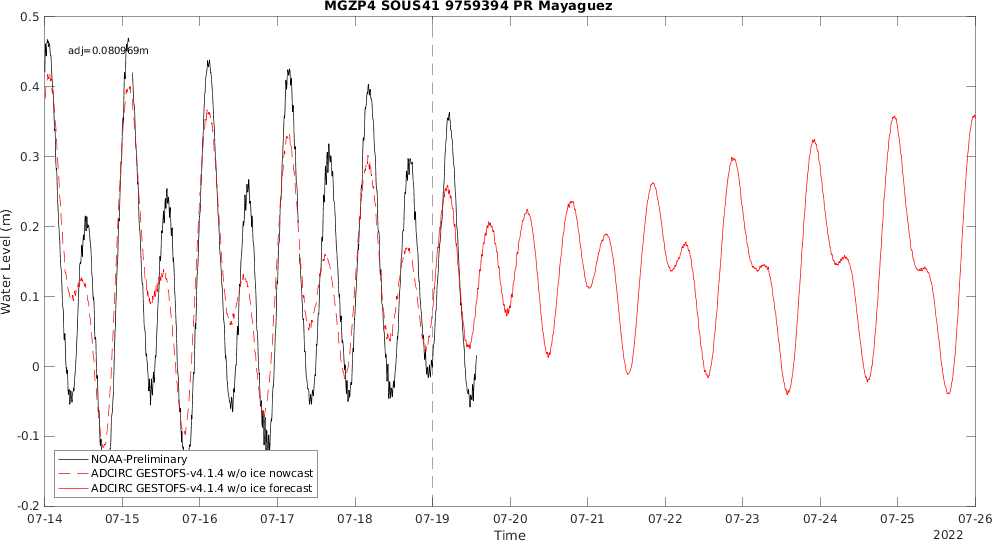 MGZP4 SOUS41 9759394 PR Mayaguez
0.5
adj=0.080969m
0.4
0.3
0.2
Water Level (m)
0.1
0
-0.1
NOAA-Preliminary
ADCIRC GESTOFS-v4.1.4 w/o ice nowcast
ADCIRC GESTOFS-v4.1.4 w/o ice forecast
-0.2
07-14 07-15 07-16 07-17 07-18 07-19 07-20 07-21 07-22 07-23 07-24 07-25 07-26
Time 2022